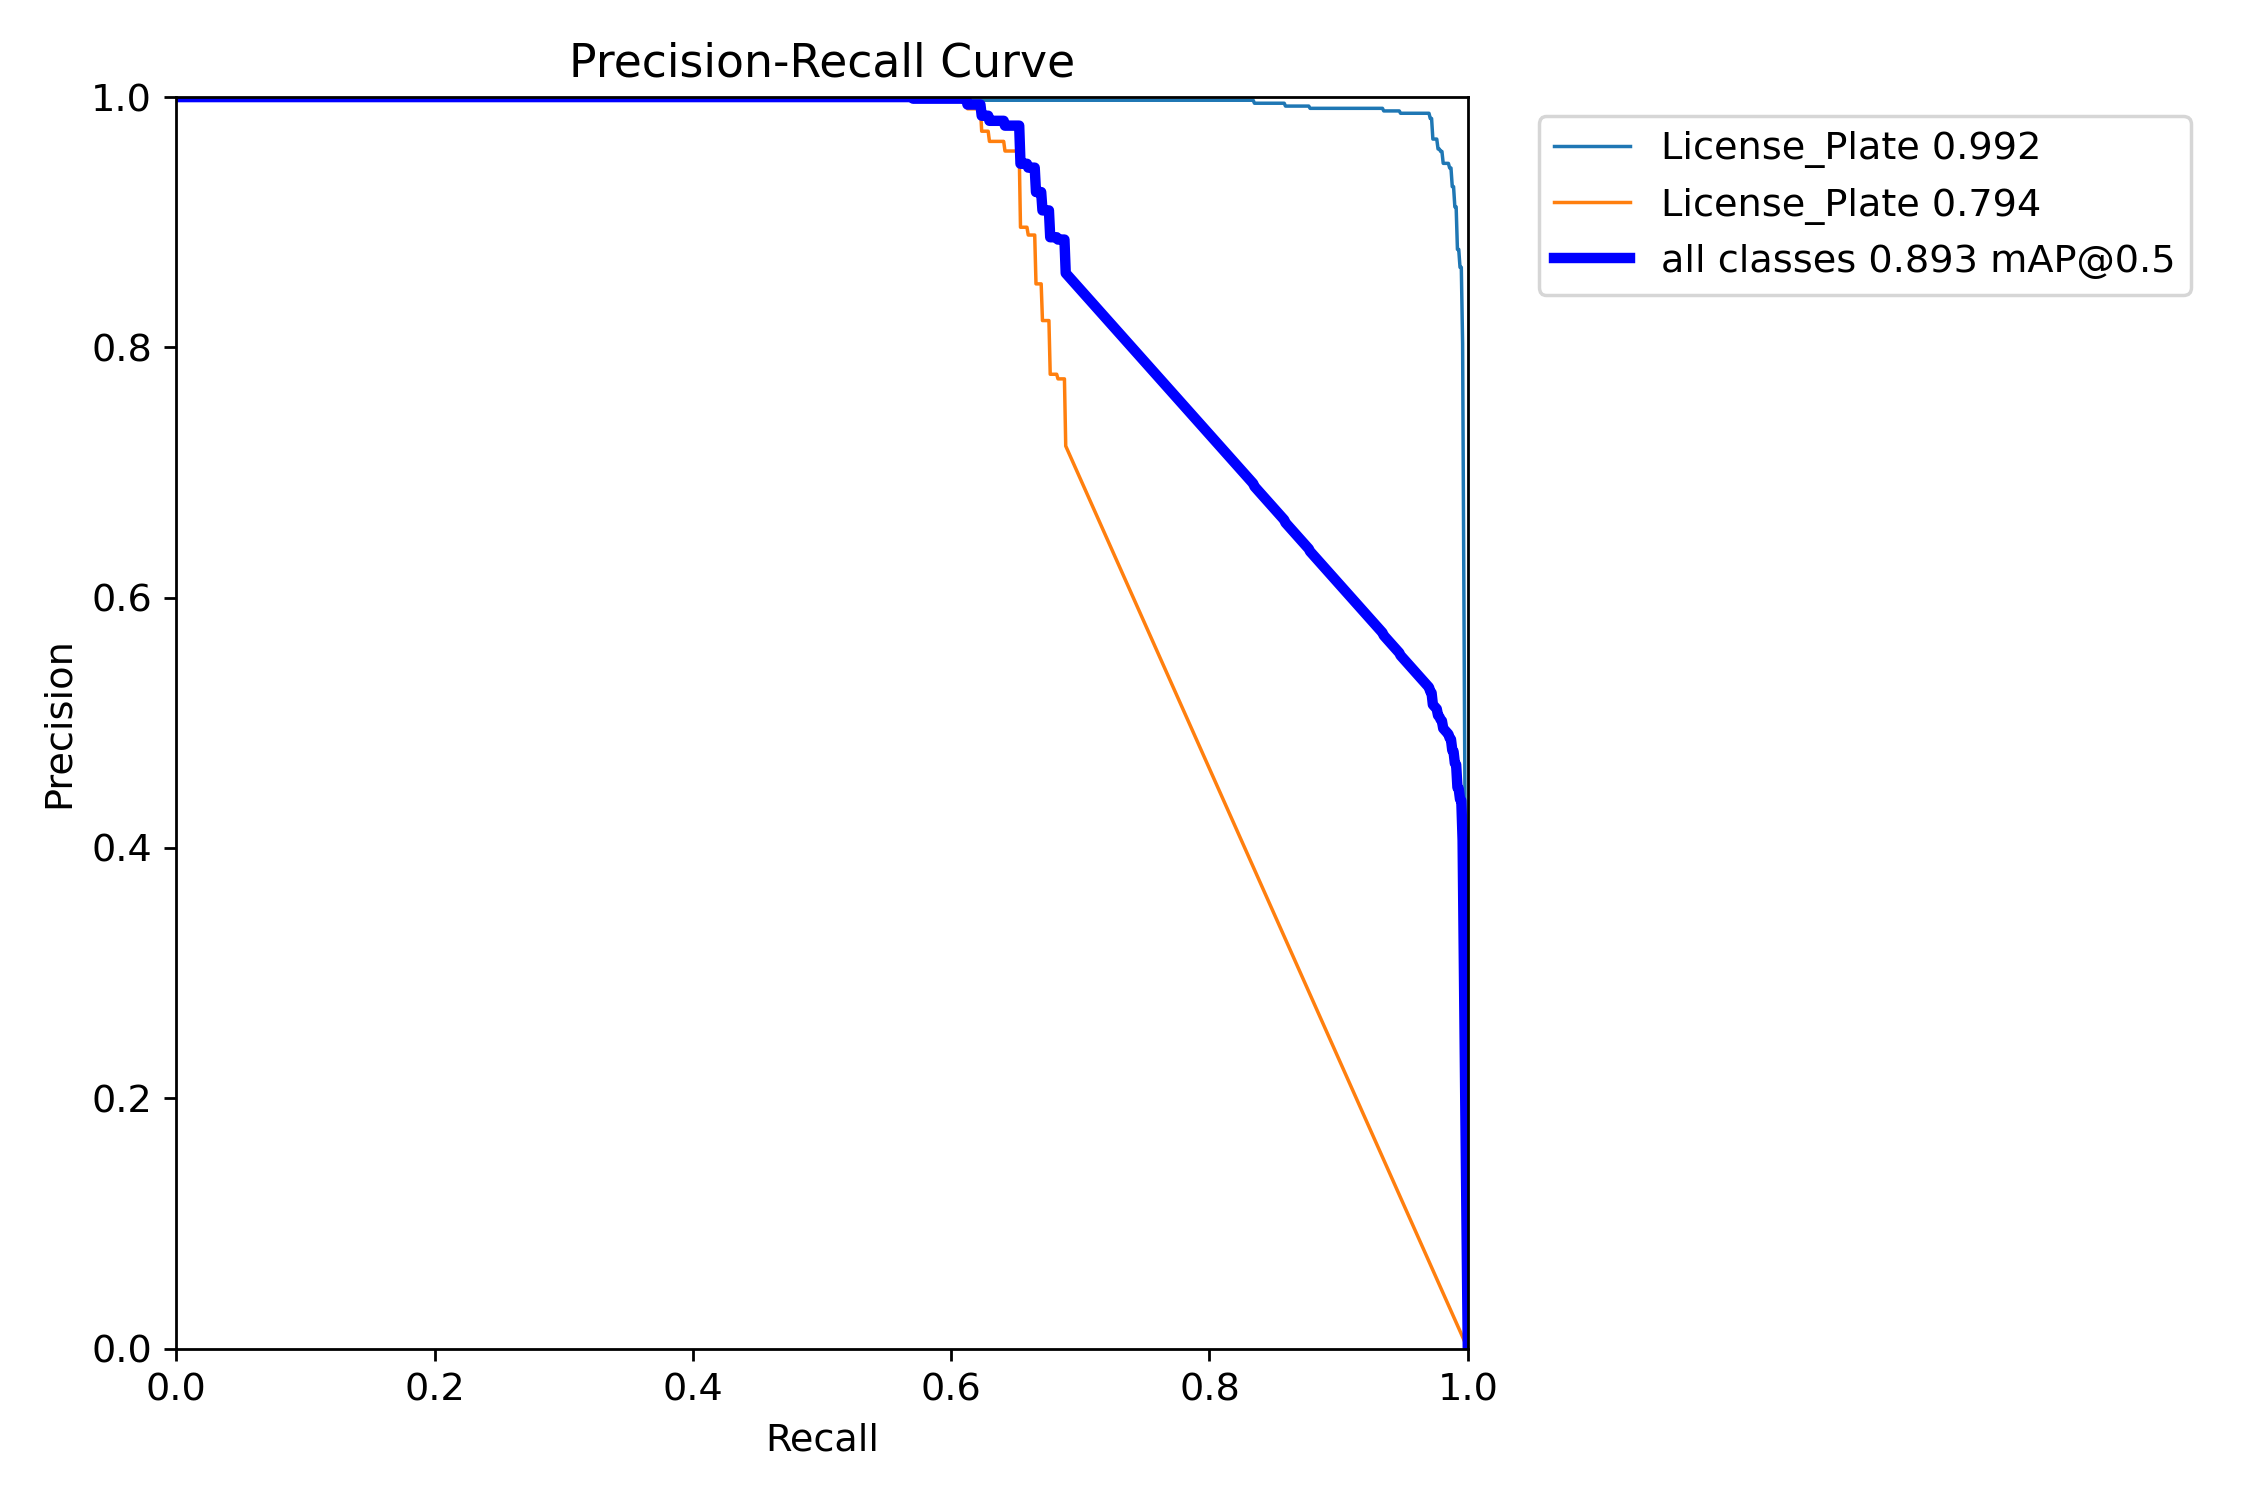 Precision-Recall Curve
1.0
0.8
0.6
0.4
0.2
0.0
Precision
0.0 0.2 0.4 0.6 0.8 1.0
Recall
License_Plate 0.992
License_Plate 0.794
all classes 0.893 mAP@0.5